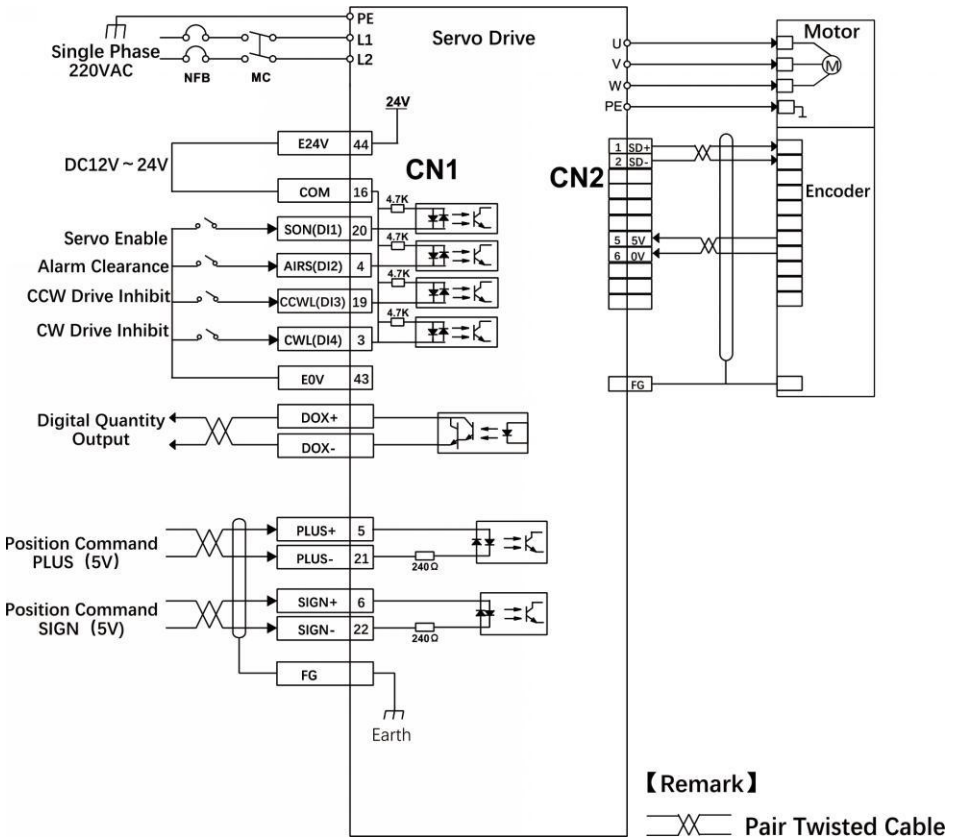 PE
L1
L2
Single Phase
220VAC
NFB
MC
Servo Drive
Motor
U
V
W
PE
M
24V
E24V 44
DC12V ~ 24V
CN1
COM 16
4.7K
SON(DI1) 20
Servo Enable
4.7K
AIRS(DI2) 4
Alarm Clearance
4.7K
CCWL(DI3) 19
CCW Drive Inhibit
4.7K
CWL(DI4) 3
CW Drive Inhibit
E0V 43
CN2
1 SD+
2 SD-
Encoder
5 5V
6 0V
FG
Digital Quantity
Output
DOX+
DOX-
Position Command
PLUS (5V)
PLUS+ 5
PLUS- 21
240Ω
Position Command
SIGN (5V)
SIGN+ 6
SIGN- 22
240Ω
FG
Earth
【Remark】
Pair Twisted Cable